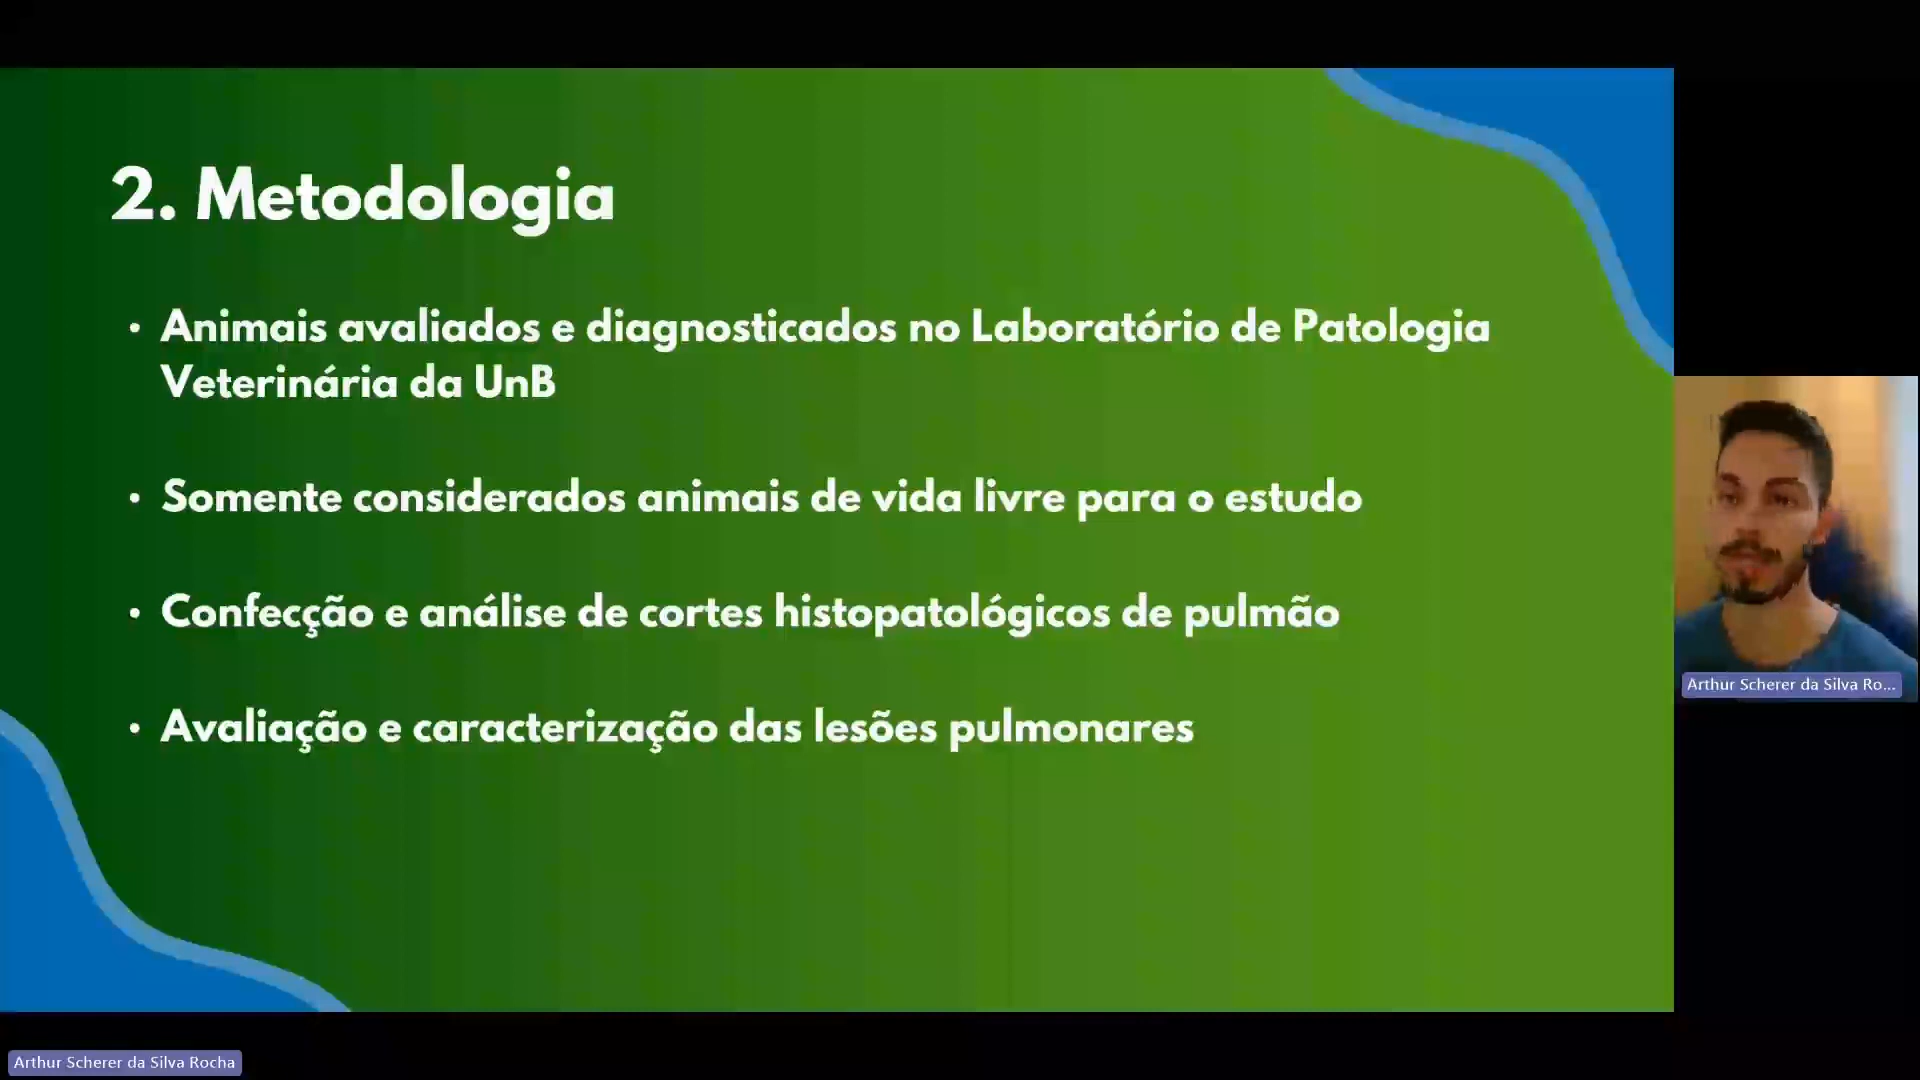 2. Metodologia
• Animais avaliados e diagnosticados no Laboratório de Patologia
Veterinária da UnB
• Somente considerados animais de vida livre para o estudo
• Confecção e análise de cortes histopatológicos de pulmão
• Avaliação e caracterização das lesões pulmonares
Arthur Scherer da Silva Ro...
Arthur Scherer da Silva Rocha